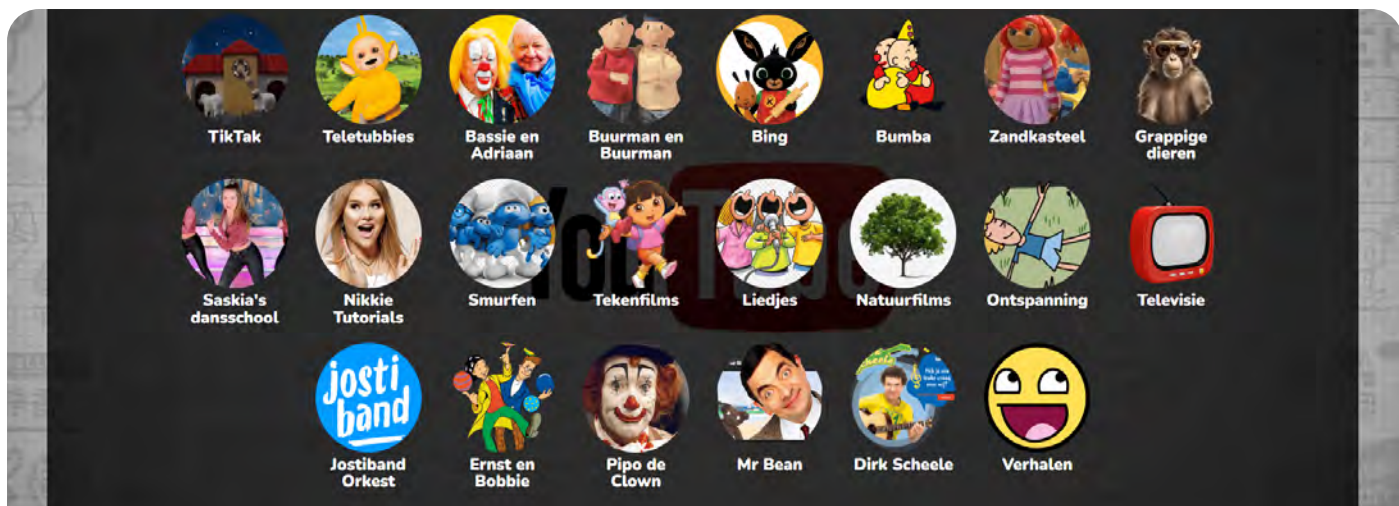 TikTak
Teletubbies
Bassie en
Adriaan
Buurman en
Buurman
Bing
Bumba
Zandkasteel
Grappige
dieren
Saskia's
dansschool
Nikkie
Tutorials
Smurfen
Tekenfilms
Liedjes
Natuurfilms
Ontspanning
Televisie
YouTube
josti
band
Jostiband
Orkest
Ernst en
Bobbie
Pipo de
Clown
Mr Bean
Dirk Scheele
Verhalen